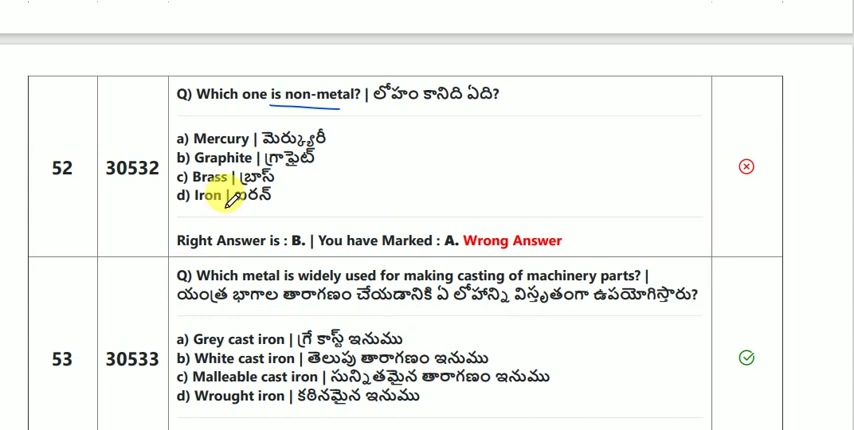 52
30532
Q) Which one is non-metal? | లోహం కానిది ఏది?
a) Mercury | మెర్క్యురీ
b) Graphite | గ్రాఫైట్
c) Brass | బ్రాస్
d) Iron | ఐరన్
Right Answer is : B. | You have Marked : A. Wrong Answer
53
30533
Q) Which metal is widely used for making casting of machinery parts? |
యంత్ర భాగాల తారాగణం చేయడానికి ఏ లోహాన్ని విస్తృతంగా ఉపయోగిస్తారు?
a) Grey cast iron | గ్రే కాస్ట్ ఇనుము
b) White cast iron | తెలుపు తారాగణం ఇనుము
c) Malleable cast iron | సున్నితమైన తారాగణం ఇనుము
d) Wrought iron | కఠినమైన ఇనుము